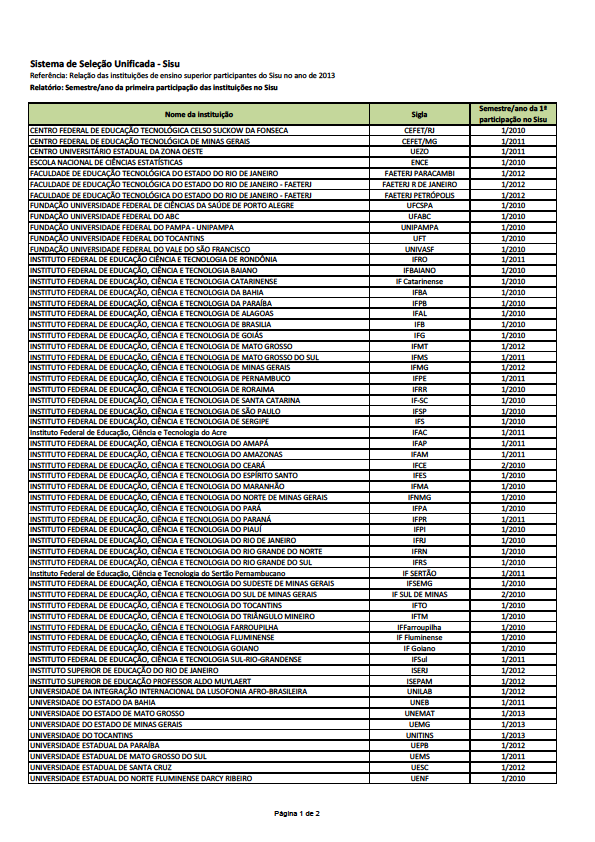 Sistema de Seleção Unificada - Sisu
Referência: Relação das instituições de ensino superior participantes do Sisu no ano de 2013
Relatório: Semestre/ano da primeira participação das instituições no Sisu
Nome da instituição Sigla Semestre/ano da 1ª participação no Sisu
CENTRO FEDERAL DE EDUCAÇÃO TECNOLÓGICA CELSO SUCKOW DA FONSECA CEFET/RJ 1/2010
CENTRO FEDERAL DE EDUCAÇÃO TECNOLÓGICA DE MINAS GERAIS CEFET/MG 1/2011
CENTRO UNIVERSITÁRIO ESTADUAL DA ZONA OESTE UEZO 1/2011
ESCOLA NACIONAL DE CIÊNCIAS ESTATÍSTICAS ENCE 1/2010
FACULDADE DE EDUCAÇÃO TECNOLÓGICA DO ESTADO DO RIO DE JANEIRO FAETERJ PARACAMBI 1/2012
FACULDADE DE EDUCAÇÃO TECNOLÓGICA DO ESTADO DO RIO DE JANEIRO - FAETERJ FAETERJ R DE JANEIRO 1/2012
FACULDADE DE EDUCAÇÃO TECNOLÓGICA DO ESTADO DO RIO DE JANEIRO - FAETERJ FAETERJ PETRÓPOLIS 1/2012
FUNDAÇÃO UNIVERSIDADE FEDERAL DE CIÊNCIAS DA SAÚDE DE PORTO ALEGRE UFCSPA 1/2010
FUNDAÇÃO UNIVERSIDADE FEDERAL DO ABC UFABC 1/2010
FUNDAÇÃO UNIVERSIDADE FEDERAL DO PAMPA - UNIPAMPA UNIPAMPA 1/2010
FUNDAÇÃO UNIVERSIDADE FEDERAL DO TOCANTINS UFT 1/2010
FUNDAÇÃO UNIVERSIDADE FEDERAL DO VALE DO SÃO FRANCISCO UNIVASF 1/2010
INSTITUTO FEDERAL DE EDUCAÇÃO CIÊNCIA E TECNOLOGIA DE RONDÔNIA IFRO 1/2011
INSTITUTO FEDERAL DE EDUCAÇÃO, CIÊNCIA E TECNOLOGIA BAIANO IFBAIANO 1/2010
INSTITUTO FEDERAL DE EDUCAÇÃO, CIÊNCIA E TECNOLOGIA CATARINENSE IF Catarinense 1/2010
INSTITUTO FEDERAL DE EDUCAÇÃO, CIÊNCIA E TECNOLOGIA DA BAHIA IFBA 1/2010
INSTITUTO FEDERAL DE EDUCAÇÃO, CIÊNCIA E TECNOLOGIA DA PARAÍBA IFPB 1/2010
INSTITUTO FEDERAL DE EDUCAÇÃO, CIÊNCIA E TECNOLOGIA DE ALAGOAS IFAL 1/2010
INSTITUTO FEDERAL DE EDUCAÇÃO, CIENCIA E TECNOLOGIA DE BRASILIA IFB 1/2010
INSTITUTO FEDERAL DE EDUCAÇÃO, CIÊNCIA E TECNOLOGIA DE GOIÁS IFG 1/2010
INSTITUTO FEDERAL DE EDUCAÇÃO, CIÊNCIA E TECNOLOGIA DE MATO GROSSO IFMT 1/2012
INSTITUTO FEDERAL DE EDUCAÇÃO, CIÊNCIA E TECNOLOGIA DE MATO GROSSO DO SUL IFMS 1/2011
INSTITUTO FEDERAL DE EDUCAÇÃO, CIÊNCIA E TECNOLOGIA DE MINAS GERAIS IFMG 1/2012
INSTITUTO FEDERAL DE EDUCAÇÃO, CIÊNCIA E TECNOLOGIA DE PERNAMBUCO IFPE 1/2011
INSTITUTO FEDERAL DE EDUCAÇÃO, CIÊNCIA E TECNOLOGIA DE RORAIMA IFRR 1/2010
INSTITUTO FEDERAL DE EDUCAÇÃO, CIÊNCIA E TECNOLOGIA DE SANTA CATARINA IF-SC 1/2010
INSTITUTO FEDERAL DE EDUCAÇÃO, CIÊNCIA E TECNOLOGIA DE SÃO PAULO IFSP 1/2010
INSTITUTO FEDERAL DE EDUCAÇÃO, CIÊNCIA E TECNOLOGIA DE SERGIPE IFS 1/2010
Instituto Federal de Educação, Ciência e Tecnologia do Acre IFAC 1/2011
INSTITUTO FEDERAL DE EDUCAÇÃO, CIÊNCIA E TECNOLOGIA DO AMAPÁ IFAP 1/2011
INSTITUTO FEDERAL DE EDUCAÇÃO, CIÊNCIA E TECNOLOGIA DO AMAZONAS IFAM 1/2011
INSTITUTO FEDERAL DE EDUCAÇÃO, CIÊNCIA E TECNOLOGIA DO CEARÁ IFCE 2/2010
INSTITUTO FEDERAL DE EDUCAÇÃO, CIÊNCIA E TECNOLOGIA DO ESPÍRITO SANTO IFES 1/2010
INSTITUTO FEDERAL DE EDUCAÇÃO, CIÊNCIA E TECNOLOGIA DO MARANHÃO IFMA 1/2010
INSTITUTO FEDERAL DE EDUCAÇÃO, CIÊNCIA E TECNOLOGIA DO NORTE DE MINAS GERAIS IFNMG 1/2010
INSTITUTO FEDERAL DE EDUCAÇÃO, CIÊNCIA E TECNOLOGIA DO PARÁ IFPA 1/2010
INSTITUTO FEDERAL DE EDUCAÇÃO, CIÊNCIA E TECNOLOGIA DO PARANÁ IFPR 1/2011
INSTITUTO FEDERAL DE EDUCAÇÃO, CIÊNCIA E TECNOLOGIA DO PIAUÍ IFPI 1/2010
INSTITUTO FEDERAL DE EDUCAÇÃO, CIÊNCIA E TECNOLOGIA DO RIO DE JANEIRO IFRJ 1/2010
INSTITUTO FEDERAL DE EDUCAÇÃO, CIÊNCIA E TECNOLOGIA DO RIO GRANDE DO NORTE IFRN 1/2010
INSTITUTO FEDERAL DE EDUCAÇÃO, CIÊNCIA E TECNOLOGIA DO RIO GRANDE DO SUL IFRS 1/2010
Instituto Federal de Educação, Ciência e Tecnologia do Sertão Pernambucano IF SERTÃO 1/2011
INSTITUTO FEDERAL DE EDUCAÇÃO, CIÊNCIA E TECNOLOGIA DO SUDESTE DE MINAS GERAIS IFSEMG 1/2010
INSTITUTO FEDERAL DE EDUCAÇÃO, CIÊNCIA E TECNOLOGIA DO SUL DE MINAS GERAIS IF SUL DE MINAS 2/2010
INSTITUTO FEDERAL DE EDUCAÇÃO, CIÊNCIA E TECNOLOGIA DO TOCANTINS IFTO 1/2010
INSTITUTO FEDERAL DE EDUCAÇÃO, CIÊNCIA E TECNOLOGIA DO TRIÂNGULO MINEIRO IFTM 1/2010
INSTITUTO FEDERAL DE EDUCAÇÃO, CIÊNCIA E TECNOLOGIA FARROUPILHA IFFarroupilha 1/2010
INSTITUTO FEDERAL DE EDUCAÇÃO, CIÊNCIA E TECNOLOGIA FLUMINENSE IF Fluminense 1/2010
INSTITUTO FEDERAL DE EDUCAÇÃO, CIÊNCIA E TECNOLOGIA GOIANO IF Goiano 1/2010
INSTITUTO FEDERAL DE EDUCAÇÃO, CIÊNCIA E TECNOLOGIA SUL-RIO-GRANDENSE IFSul 1/2011
INSTITUTO SUPERIOR DE EDUCAÇÃO DO RIO DE JANEIRO ISERJ 1/2012
INSTITUTO SUPERIOR DE EDUCAÇÃO PROFESSOR ALDO MUYLAERT ISEPAM 1/2012
UNIVERSIDADE DA INTEGRAÇÃO INTERNACIONAL DA LUSOFONIA AFRO-BRASILEIRA UNILAB 1/2012
UNIVERSIDADE DO ESTADO DA BAHIA UNEB 1/2011
UNIVERSIDADE DO ESTADO DE MATO GROSSO UNEMAT 1/2013
UNIVERSIDADE DO ESTADO DE MINAS GERAIS UEMG 1/2013
UNIVERSIDADE DO TOCANTINS UNITINS 1/2013
UNIVERSIDADE ESTADUAL DA PARAÍBA UEPB 1/2012
UNIVERSIDADE ESTADUAL DE MATO GROSSO DO SUL UEMS 1/2011
UNIVERSIDADE ESTADUAL DE SANTA CRUZ UESC 1/2012
UNIVERSIDADE ESTADUAL DO NORTE FLUMINENSE DARCY RIBEIRO UENF 1/2010
Página 1 de 2